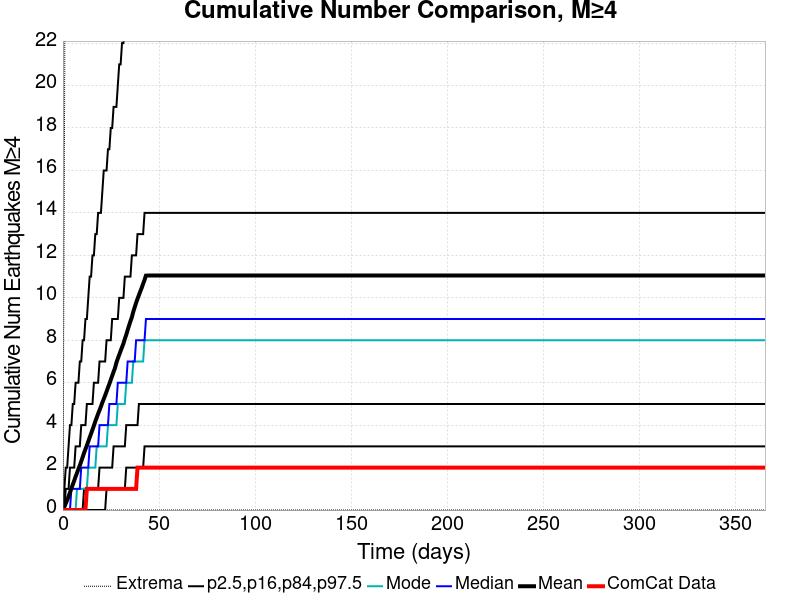 Cumulative Number Comparison, M≥4
Cumulative Num Earthquakes M≥4
22
20
18
16
14
12
10
8
6
4
2
0
0 50 100 150 200 250 300 350
Time (days)
Extrema p2.5,p16,p84,p97.5 Mode Median Mean ComCat Data